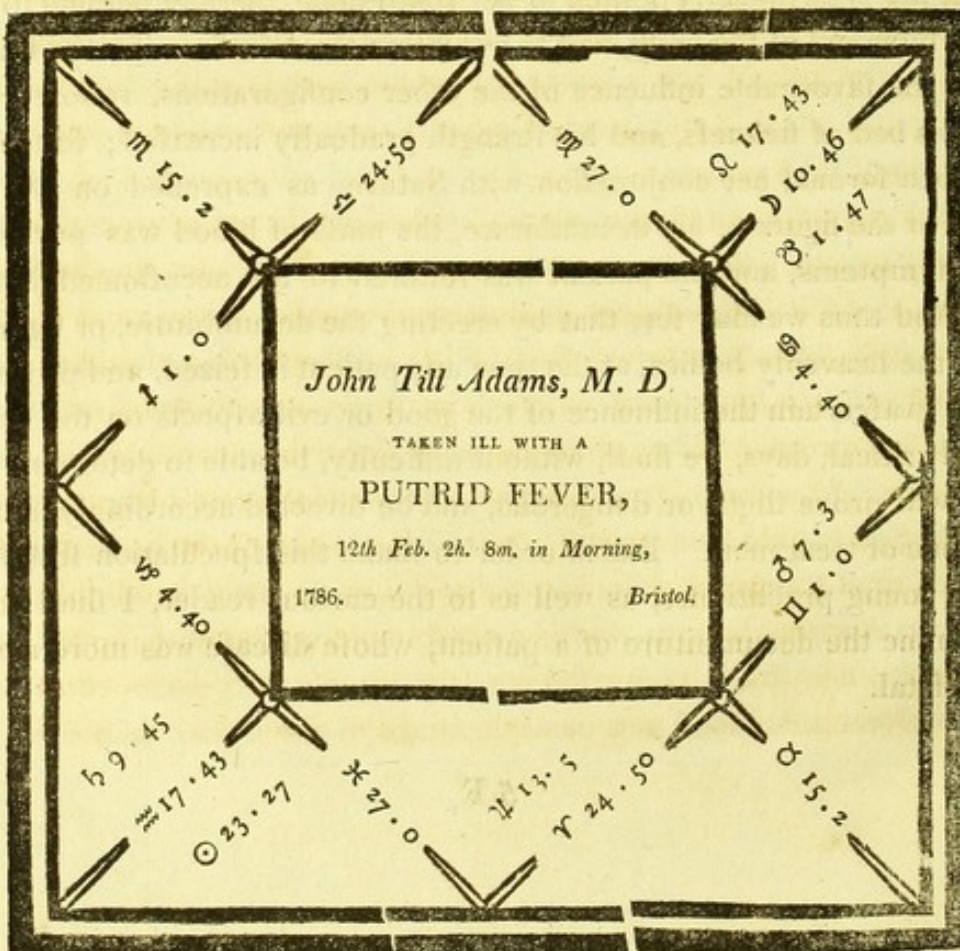 ♏ 15 . 2
♎ 24 . 50
♍ 27 . 0
♌ 17 . 43
☽ 10 . 46
☋ 1 . 47
♐ 1 . 0
♋ 4 . 40
John Till Adams, M. D
TAKEN ILL WITH A
PUTRID FEVER,
12th Feb. 2h. 8m. in Morning,
1786. Bristol.
♂ 7 . 3
♊ 1 . 0
♑ 4 . 40
♄ 9 . 45
♒ 17 . 43
☉ 23 . 27
♓ 27 . 0
♃ 13 . 5
♈ 24 . 50
♉ 15 . 2